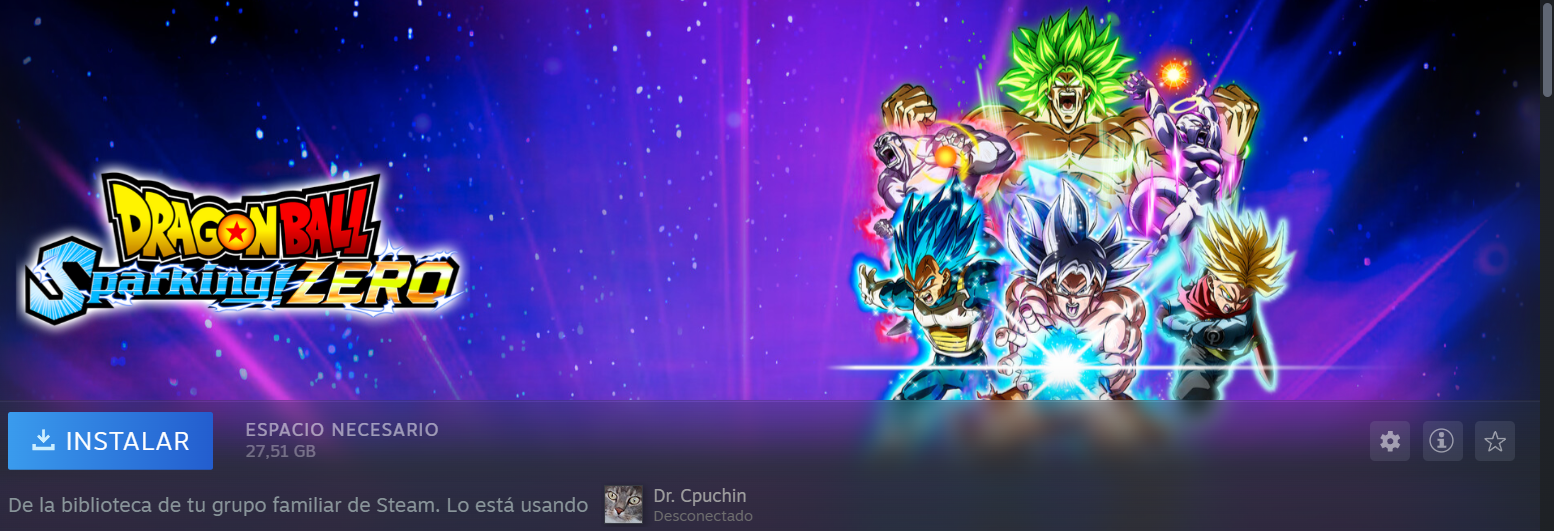 DRAGON BALL
Sparking! ZERO
INSTALAR
ESPACIO NECESARIO
27,51 GB
De la biblioteca de tu grupo familiar de Steam. Lo está usando
Dr. Cpuchin
Desconectado